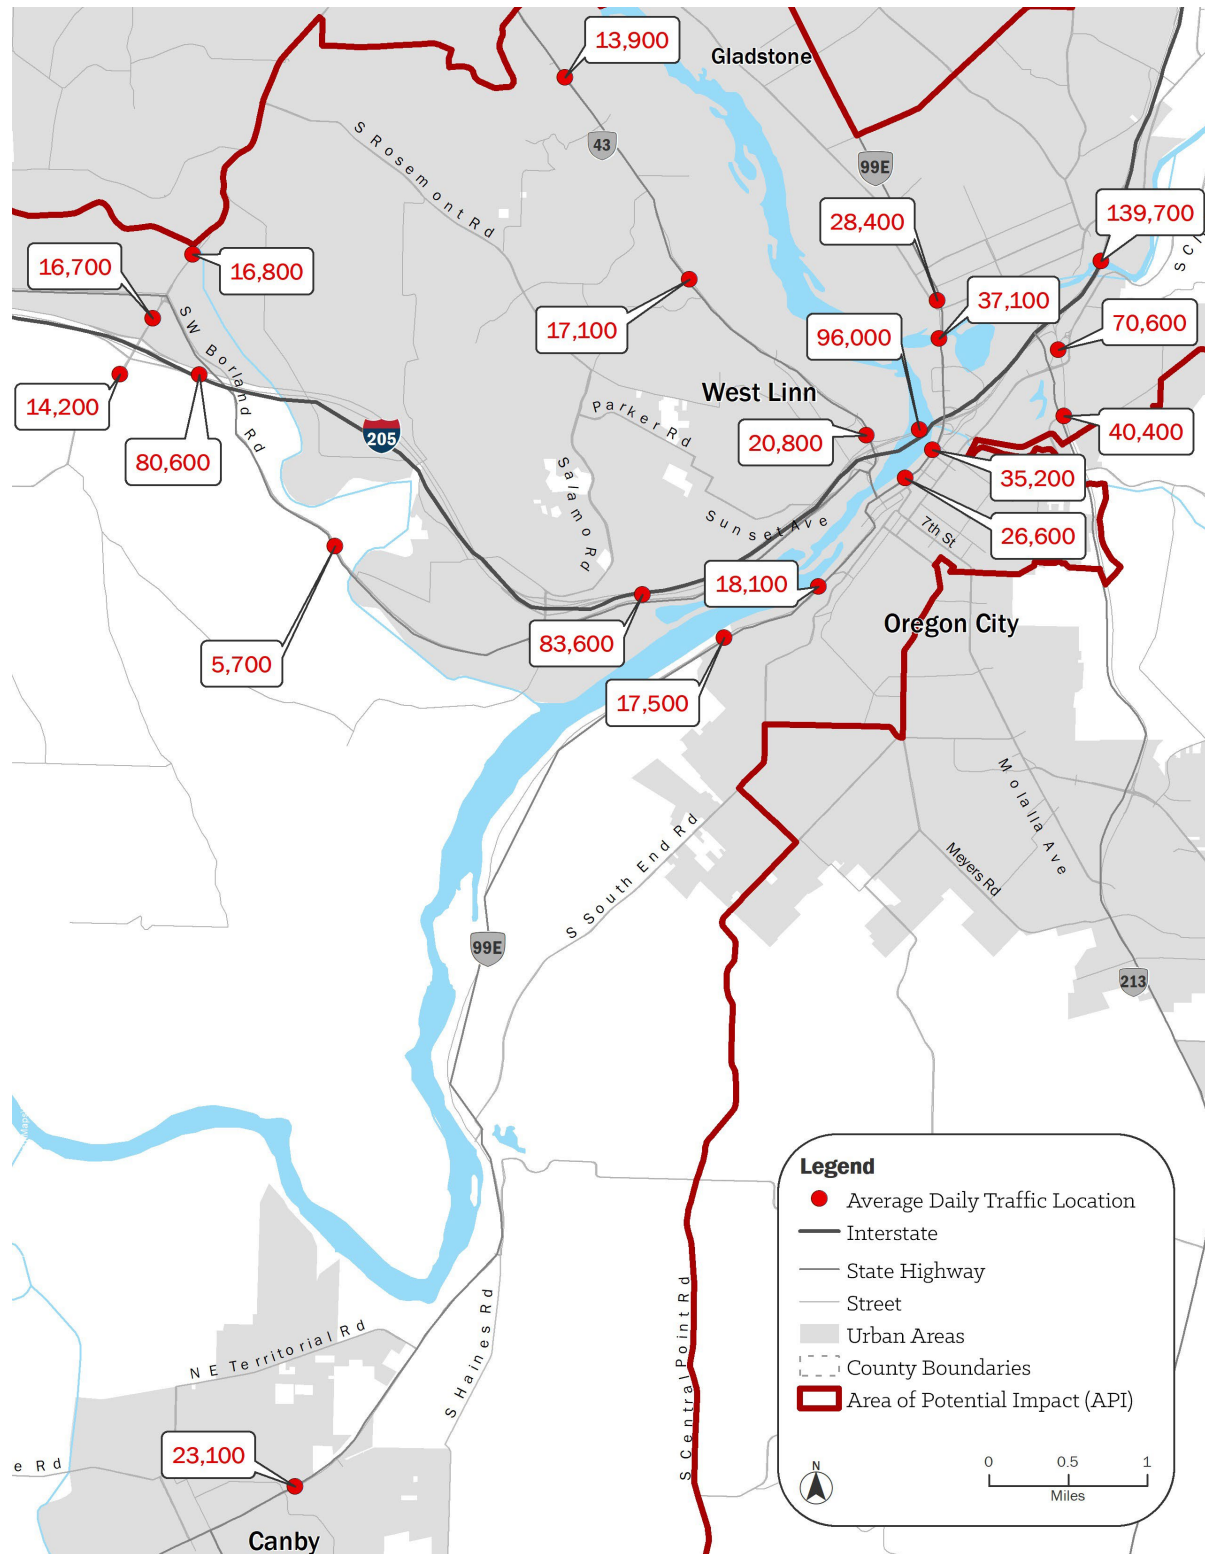 13,900
Gladstone
43
S Rosemont Rd
99E
139,700
28,400
16,700
16,800
37,100
17,100
96,000
70,600
SW Borland Rd
West Linn
14,200
Parker Rd
20,800
40,400
205
80,600
35,200
Salamo Rd
Sunset Ave
7th St
26,600
18,100
Oregon City
83,600
5,700
17,500
Molalla Ave
S South End Rd
Meyers Rd
99E
213
Legend
Average Daily Traffic Location
Interstate
State Highway
Street
Urban Areas
County Boundaries
Area of Potential Impact (API)
N
0 0.5 1
Miles
S Central Point Rd
S Haines Rd
NE Territorial Rd
23,100
e Rd
Canby